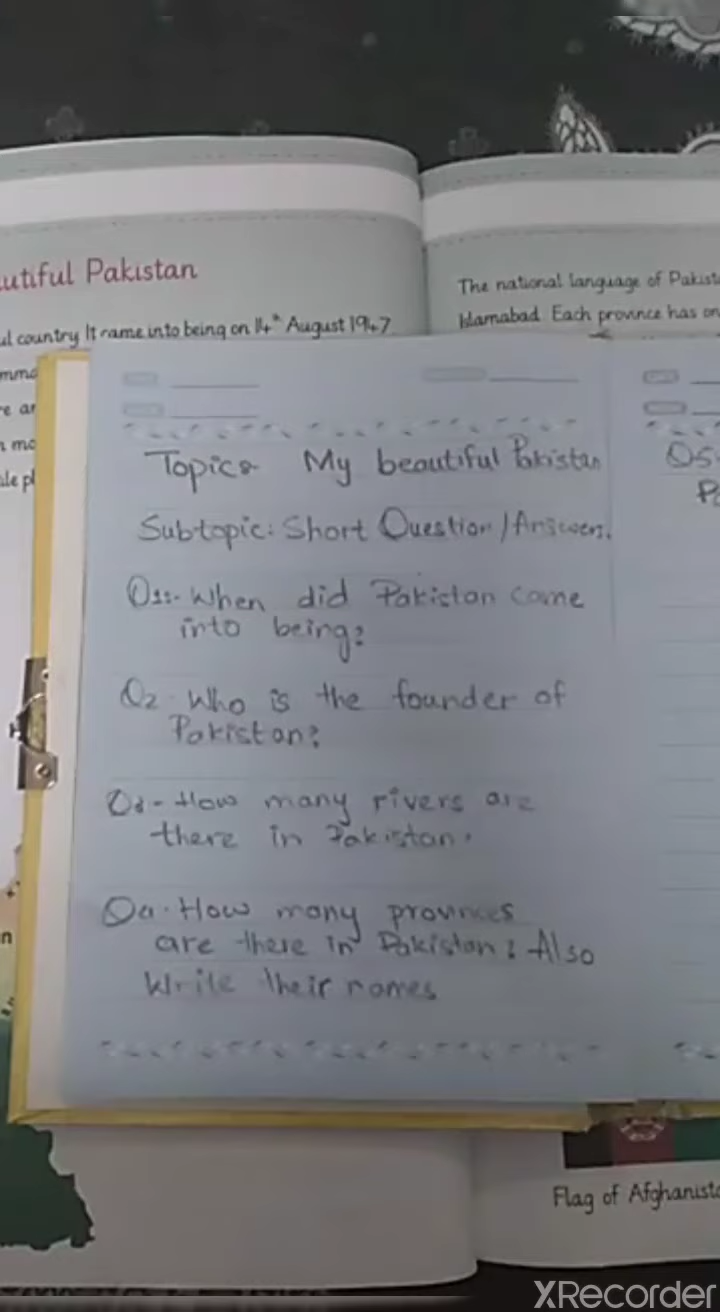 utiful Pakistan
ul country It came into being on 14th August 1947
The national language of Pakist
Islamabad. Each province has on
Topic:- My beautiful Pakistan
Subtopic: Short Question/Answers.
Q1:- When did Pakistan come
into being?
Q2. Who is the founder of
Pakistan?
Q3- How many rivers are
there in Pakistan.
Q4. How many provinces
are there in Pakistan? Also
Write their names
Q5-
Flag of Afghanista
XRecorder